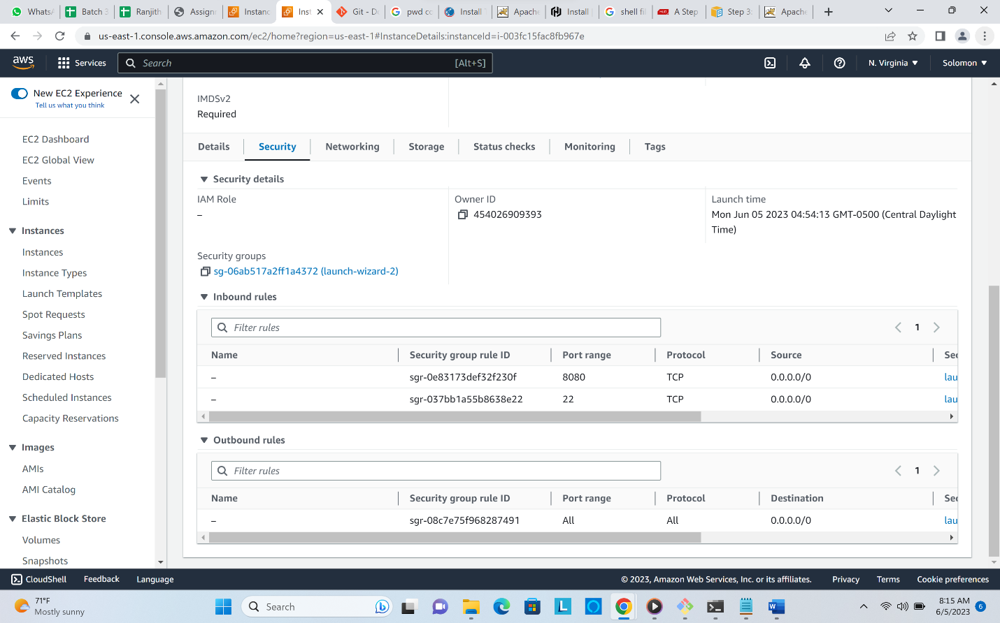 WhatsA
Batch 3
Ranjith
Assign
Instanc
Inst
Git - Do
pwd co
Install
Apache
Install
shell fil
A Step
Step 3:
Apache
us-east-1.console.aws.amazon.com/ec2/home?region=us-east-1#InstanceDetails:instanceId=i-003fc15fac8fb967e
aws Services Search [Alt+S] N. Virginia Solomon
New EC2 Experience
Tell us what you think
EC2 Dashboard
EC2 Global View
Events
Limits
Instances
Instances
Instance Types
Launch Templates
Spot Requests
Savings Plans
Reserved Instances
Dedicated Hosts
Scheduled Instances
Capacity Reservations
Images
AMIs
AMI Catalog
Elastic Block Store
Volumes
Snapshots
IMDSv2
Required
Details Security Networking Storage Status checks Monitoring Tags
Security details
IAM Role
–
Owner ID
454026909393
Launch time
Mon Jun 05 2023 04:54:13 GMT-0500 (Central Daylight
Time)
Security groups
sg-06ab517a2ff1a4372 (launch-wizard-2)
Inbound rules
Filter rules
1
Name Security group rule ID Port range Protocol Source Sec
– sgr-0e83173def32f230f 8080 TCP 0.0.0.0/0 lau
– sgr-037bb1a55b8638e22 22 TCP 0.0.0.0/0 lau
Outbound rules
Filter rules
1
Name Security group rule ID Port range Protocol Destination Sec
– sgr-08c7e75f968287491 All All 0.0.0.0/0 lau
CloudShell Feedback Language © 2023, Amazon Web Services, Inc. or its affiliates. Privacy Terms Cookie preferences
71°F
Mostly sunny
Search
8:15 AM
6/5/2023
6